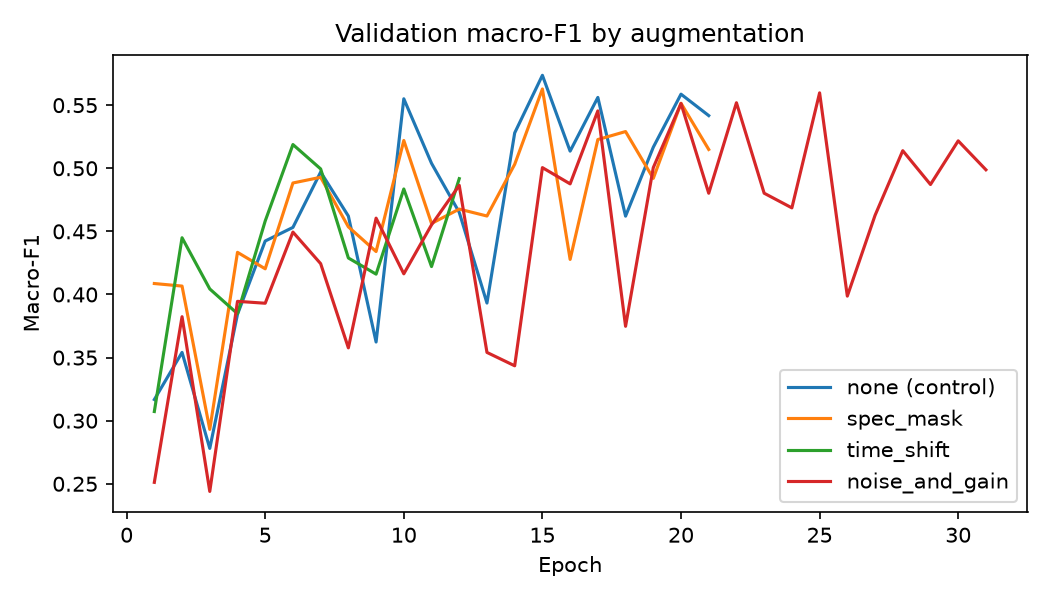 Validation macro-F1 by augmentation
Macro-F1
0.55
0.50
0.45
0.40
0.35
0.30
0.25
0 5 10 15 20 25 30
Epoch
none (control)
spec_mask
time_shift
noise_and_gain